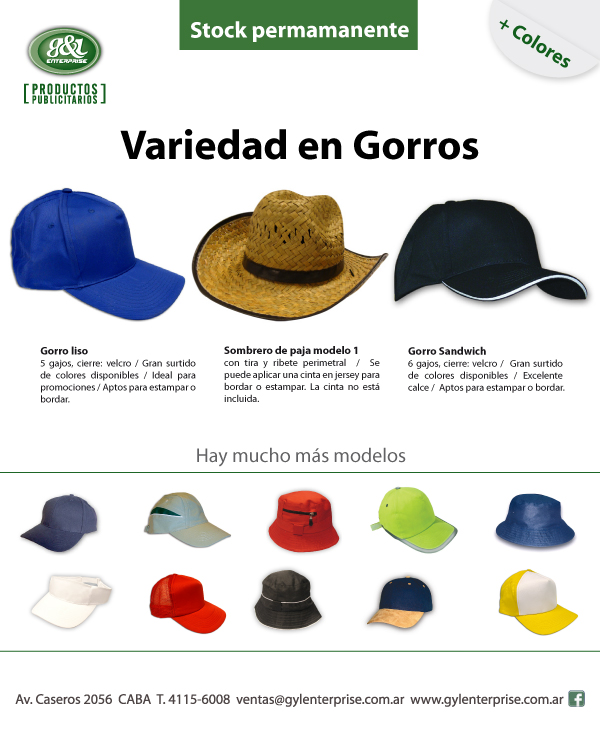 Stock permamanente
+ Colores
g&l
ENTERPRISE
[PRODUCTOS
PUBLICITARIOS]
Variedad en Gorros
Gorro liso
5 gajos, cierre: velcro / Gran surtido
de colores disponibles / Ideal para
promociones / Aptos para estampar o
bordar.
Sombrero de paja modelo 1
con tira y ribete perimetral / Se
puede aplicar una cinta en jersey para
bordar o estampar. La cinta no está
incluida.
Gorro Sandwich
6 gajos, cierre: velcro / Gran surtido
de colores disponibles / Excelente
calce / Aptos para estampar o bordar.
Hay mucho más modelos
Av. Caseros 2056 CABA T. 4115-6008 ventas@gylenterprise.com.ar www.gylenterprise.com.ar f